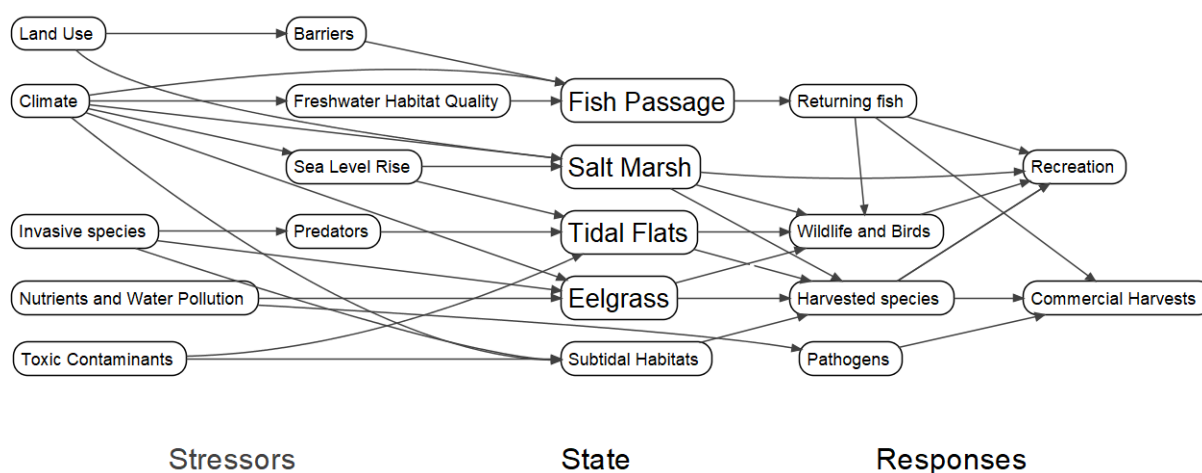 Land Use
Barriers
Climate
Freshwater Habitat Quality
Fish Passage
Returning fish
Sea Level Rise
Salt Marsh
Recreation
Invasive species
Predators
Tidal Flats
Wildlife and Birds
Nutrients and Water Pollution
Eelgrass
Harvested species
Commercial Harvests
Toxic Contaminants
Subtidal Habitats
Pathogens
Stressors
State
Responses